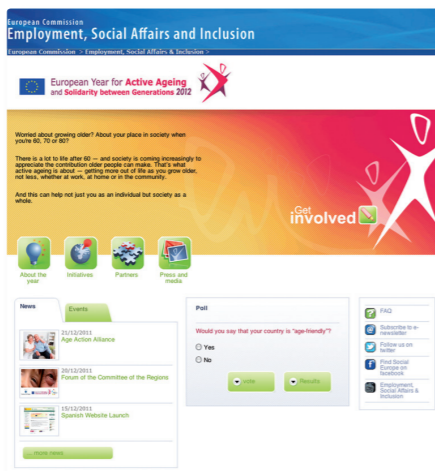 European Commission
Employment, Social Affairs and Inclusion
European Commission > Employment, Social Affairs & Inclusion >
European Year for Active Ageing
and Solidarity between Generations 2012
Worried about growing older? About your place in society when
you're 60, 70 or 80?
There is a lot to life after 60 — and society is coming increasingly to
appreciate the contribution older people can make. That's what
active ageing is about — getting more out of life as you grow older,
not less, whether at work, at home or in the community.
And this can help not just you as an individual but society as a
whole.
Get
involved
About the
year
Initiatives
Partners
Press and
media
News
Events
21/12/2011
Age Action Alliance
20/12/2011
Forum of the Committee of the Regions
15/12/2011
Spanish Website Launch
... more news
Poll
Would you say that your country is "age-friendly"?
Yes
No
vote
Results
FAQ
Subscribe to e-
newsletter
Follow us on
twitter
Find Social
Europe on
facebook
Employment,
Social Affairs &
Inclusion